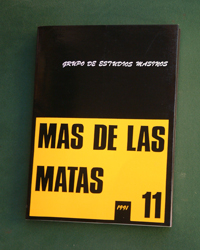 GRUPO DE ESTUDIOS MASINOS
MAS DE LAS
MATAS
1991 11